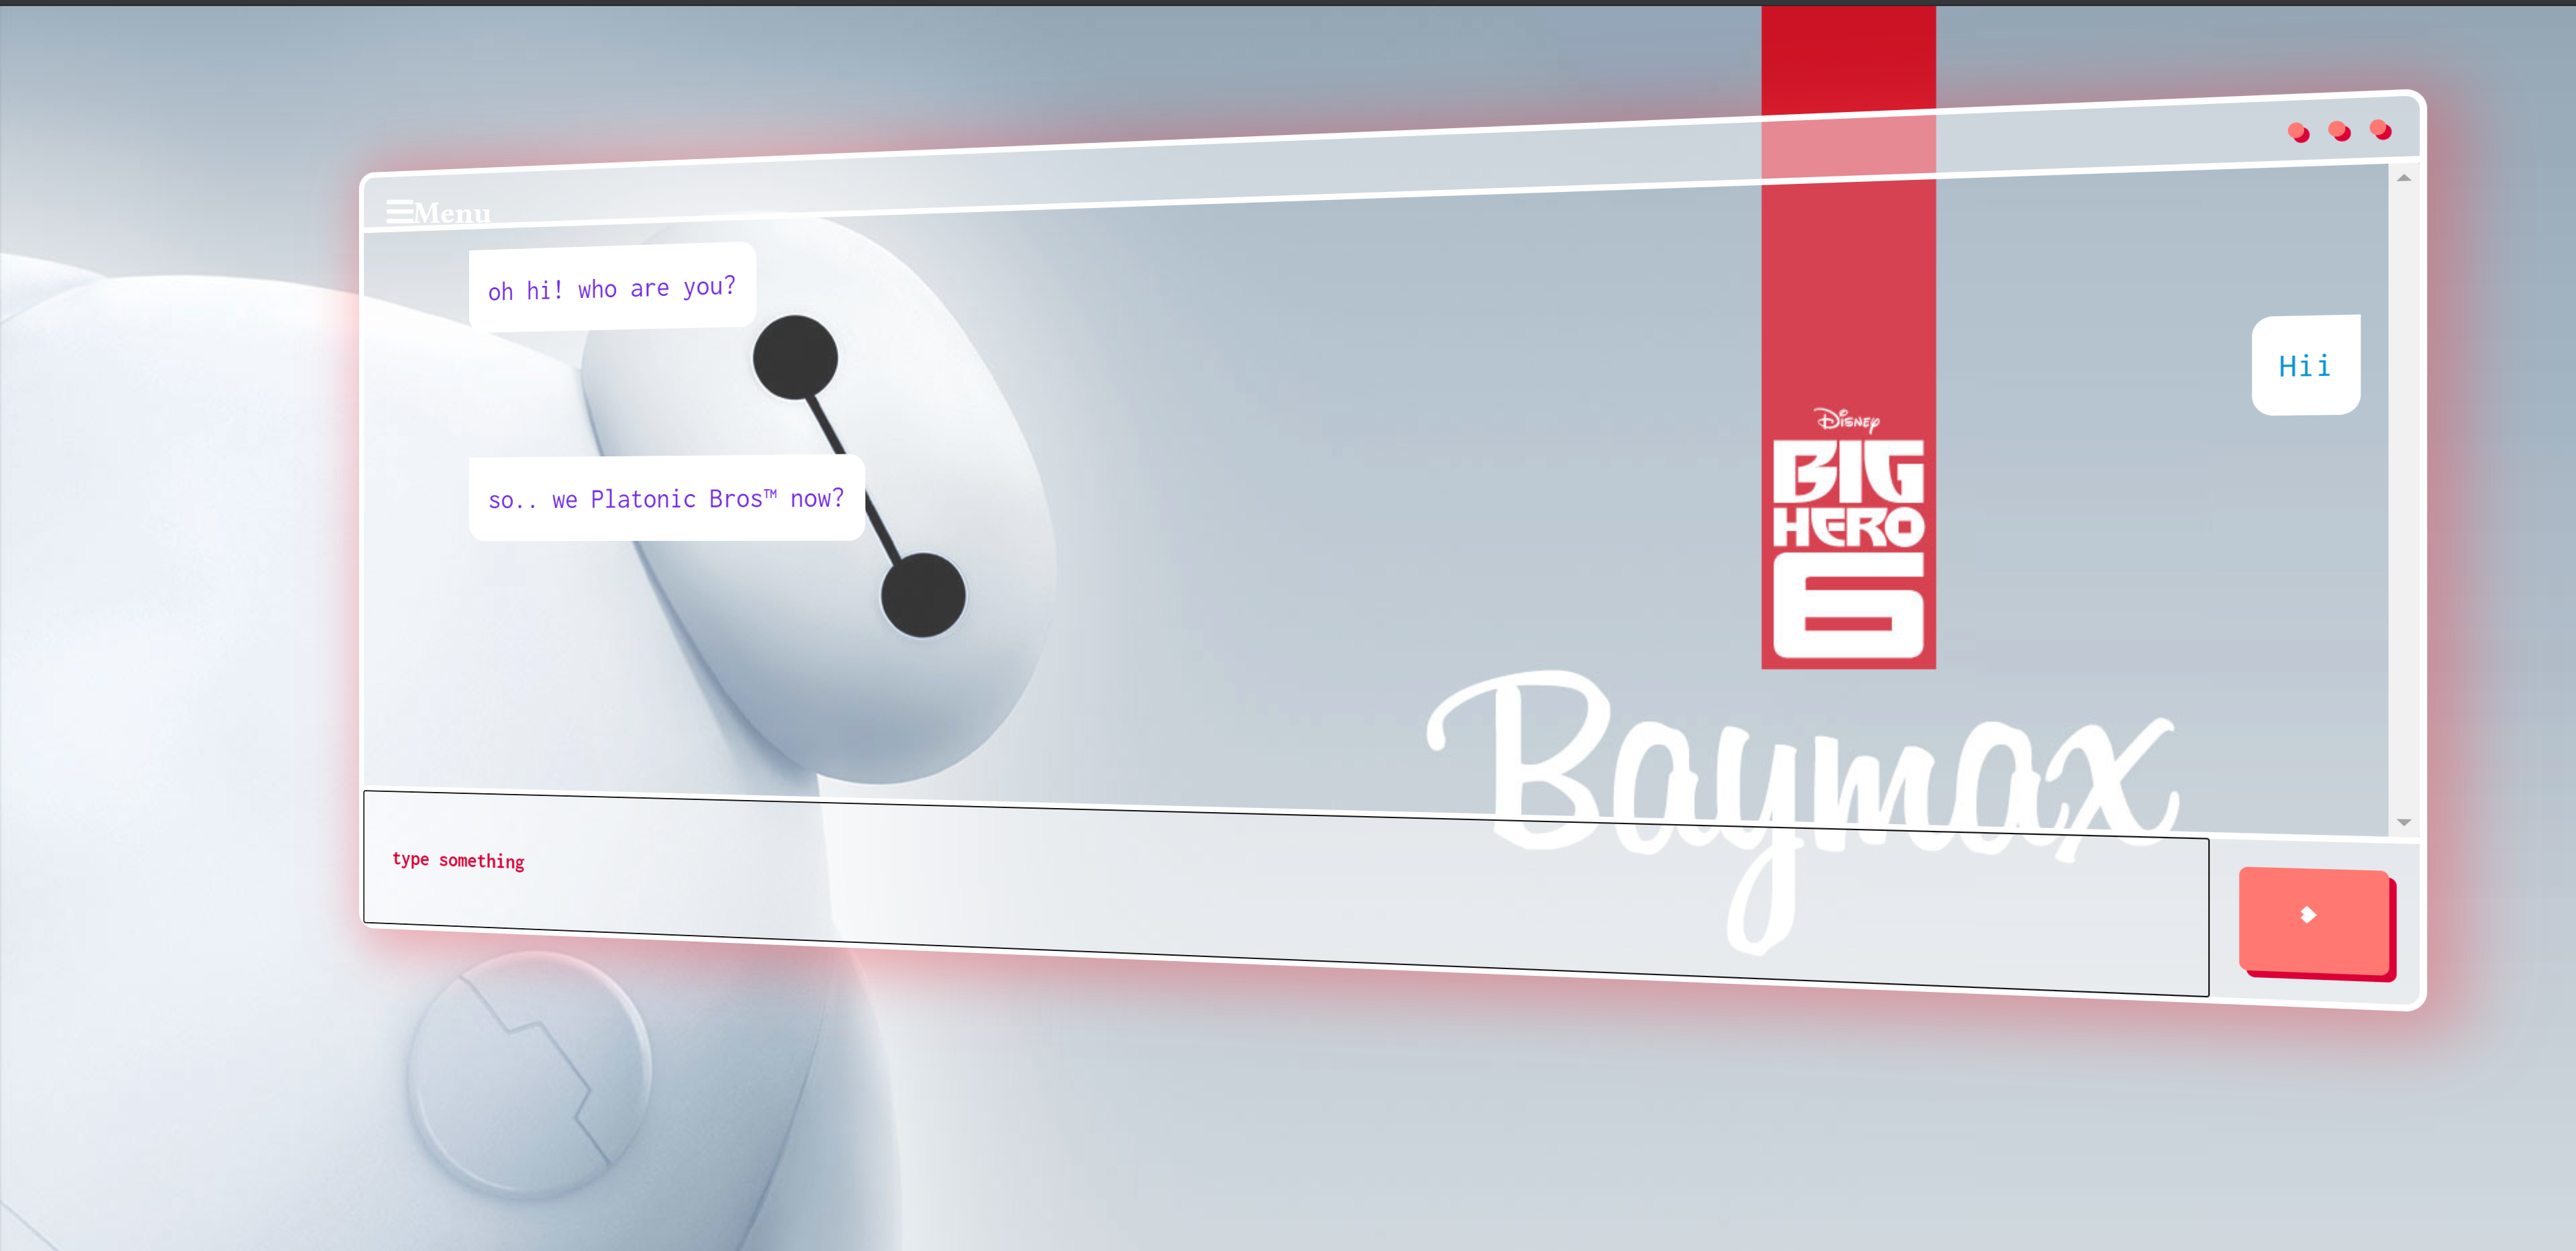 Menu
oh hi! who are you?
Hii
so.. we Platonic Bros™ now?
Disney
BIG
HERO
6
Baymax
type something